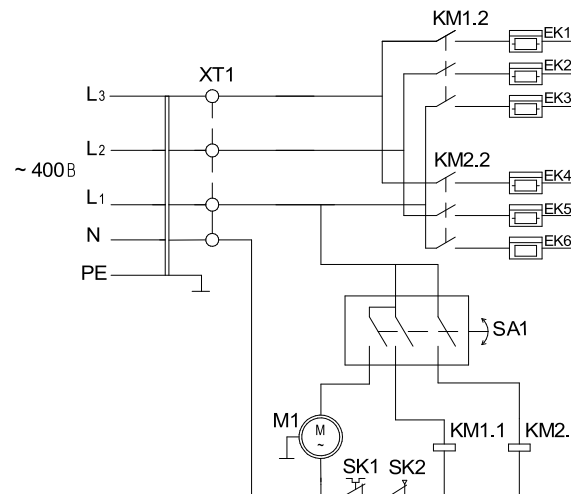 KM1.2
EK1
EK2
EK3
XT1
L3
L2
~ 400В
L1
N
PE
KM2.2
EK4
EK5
EK6
SA1
M1
M
~
KM1.1
KM2.
SK1
SK2